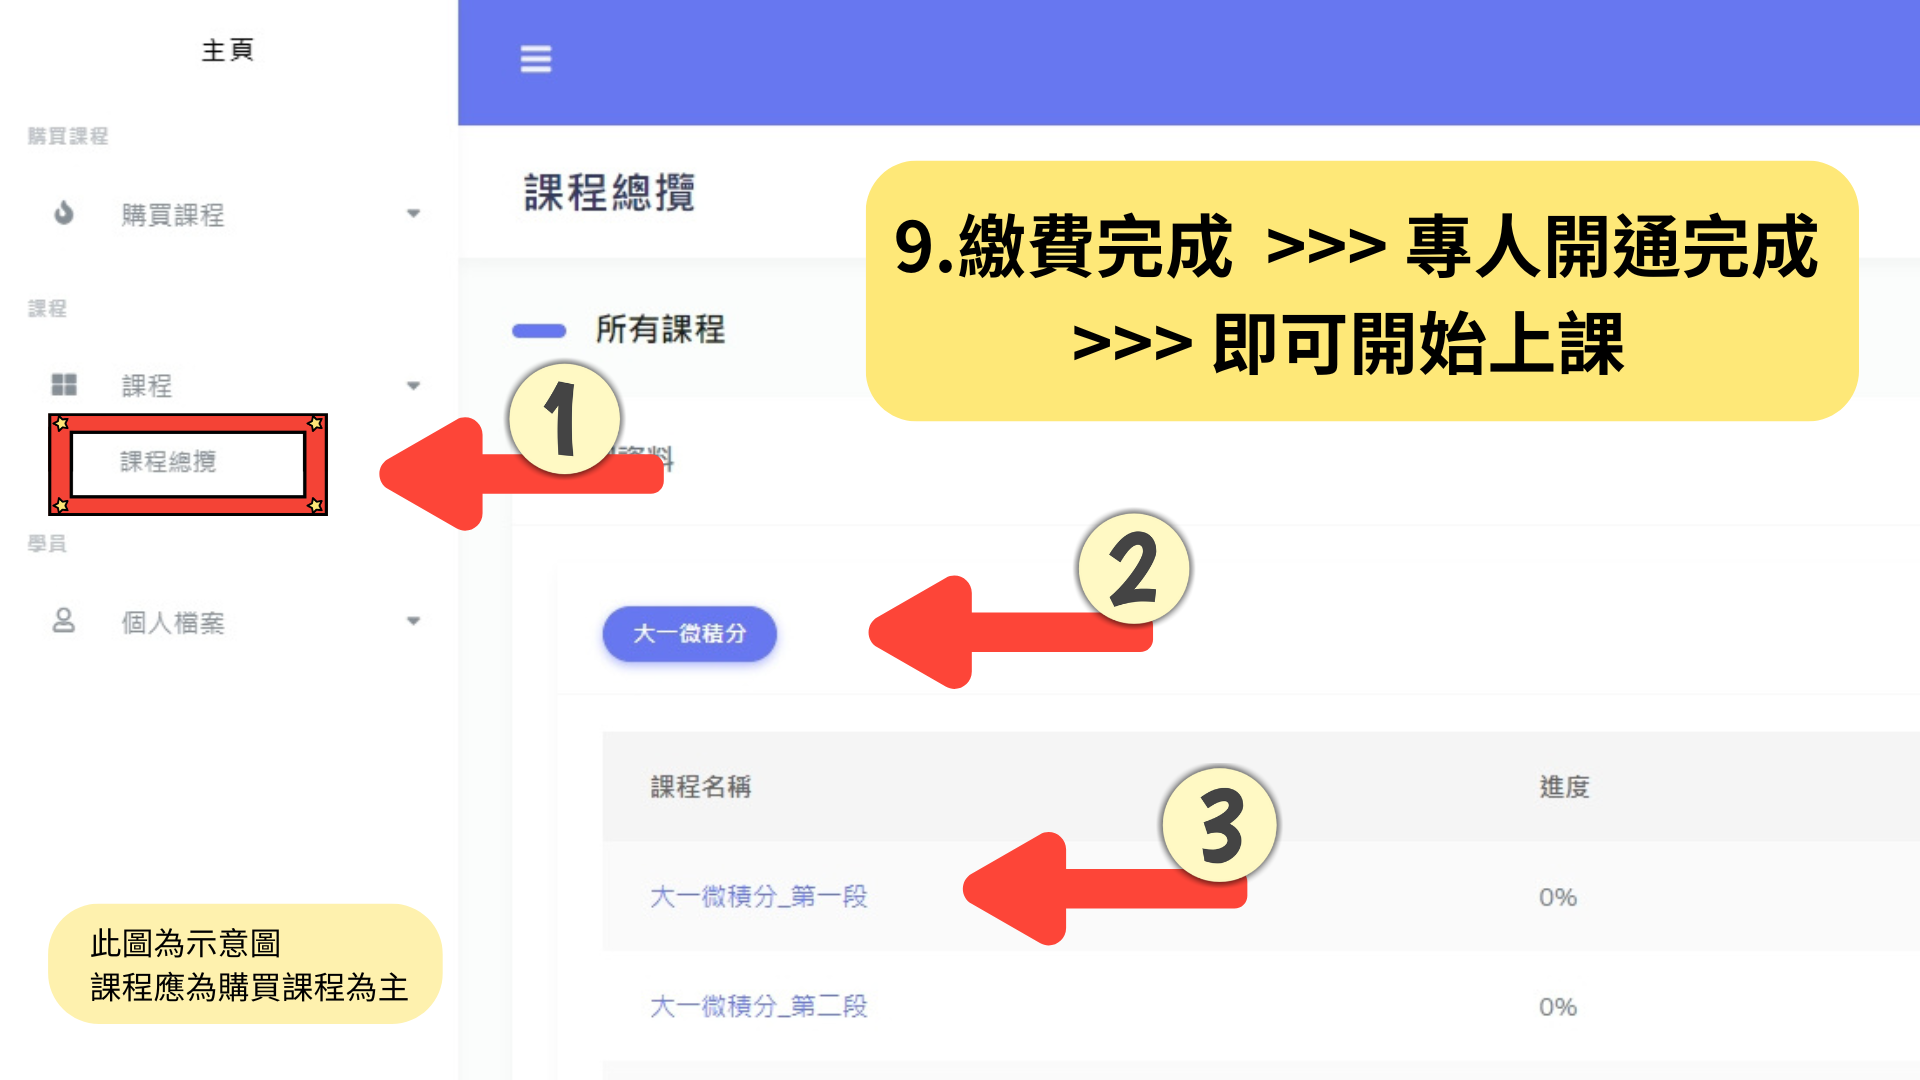 主頁
購買課程
購買課程
課程
課程
課程總攬
學員
個人檔案
此圖為示意圖
課程應為購買課程為主
課程總攬
9.繳費完成 >>> 專人開通完成
>>> 即可開始上課
所有課程
1
2
大一微積分
課程名稱
進度
3
大一微積分_第一段
0%
大一微積分_第二段
0%